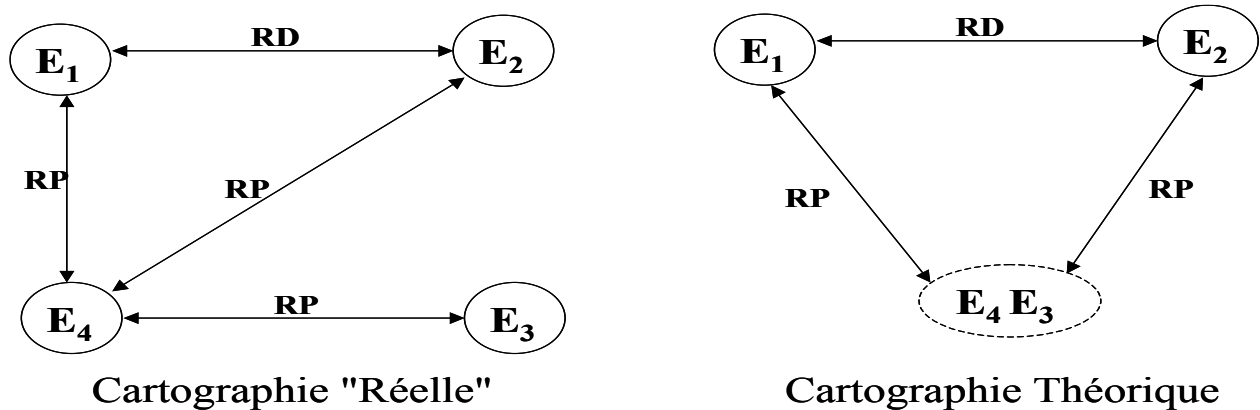 E₁ RD E₂
RP
RP
E₄ RP E₃
Cartographie "Réelle"
E₁ RD E₂
RP
RP
E₄ E₃
Cartographie Théorique